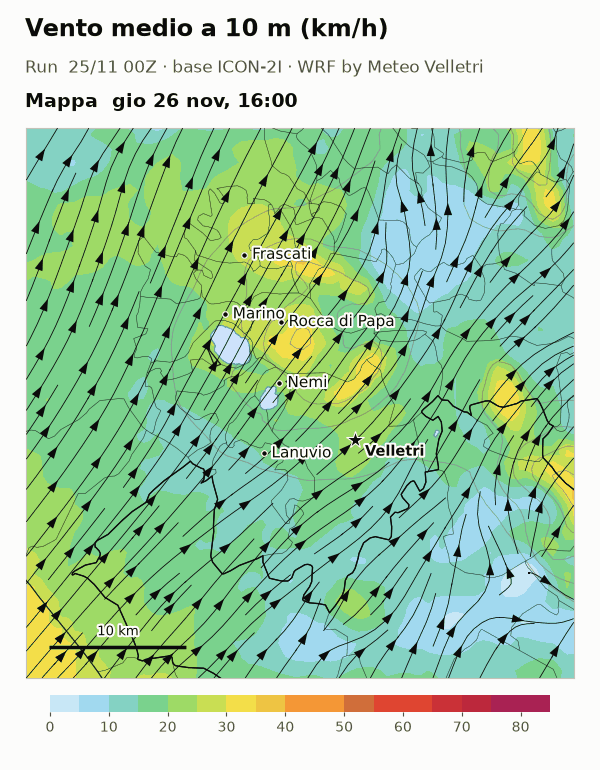 Vento medio a 10 m (km/h)
Run  25/11 00Z · base ICON-2I · WRF by Meteo Velletri
Mappa  gio 26 nov, 16:00
Frascati
Marino
Rocca di Papa
Nemi
Velletri
Lanuvio
10 km
0 10 20 30 40 50 60 70 80